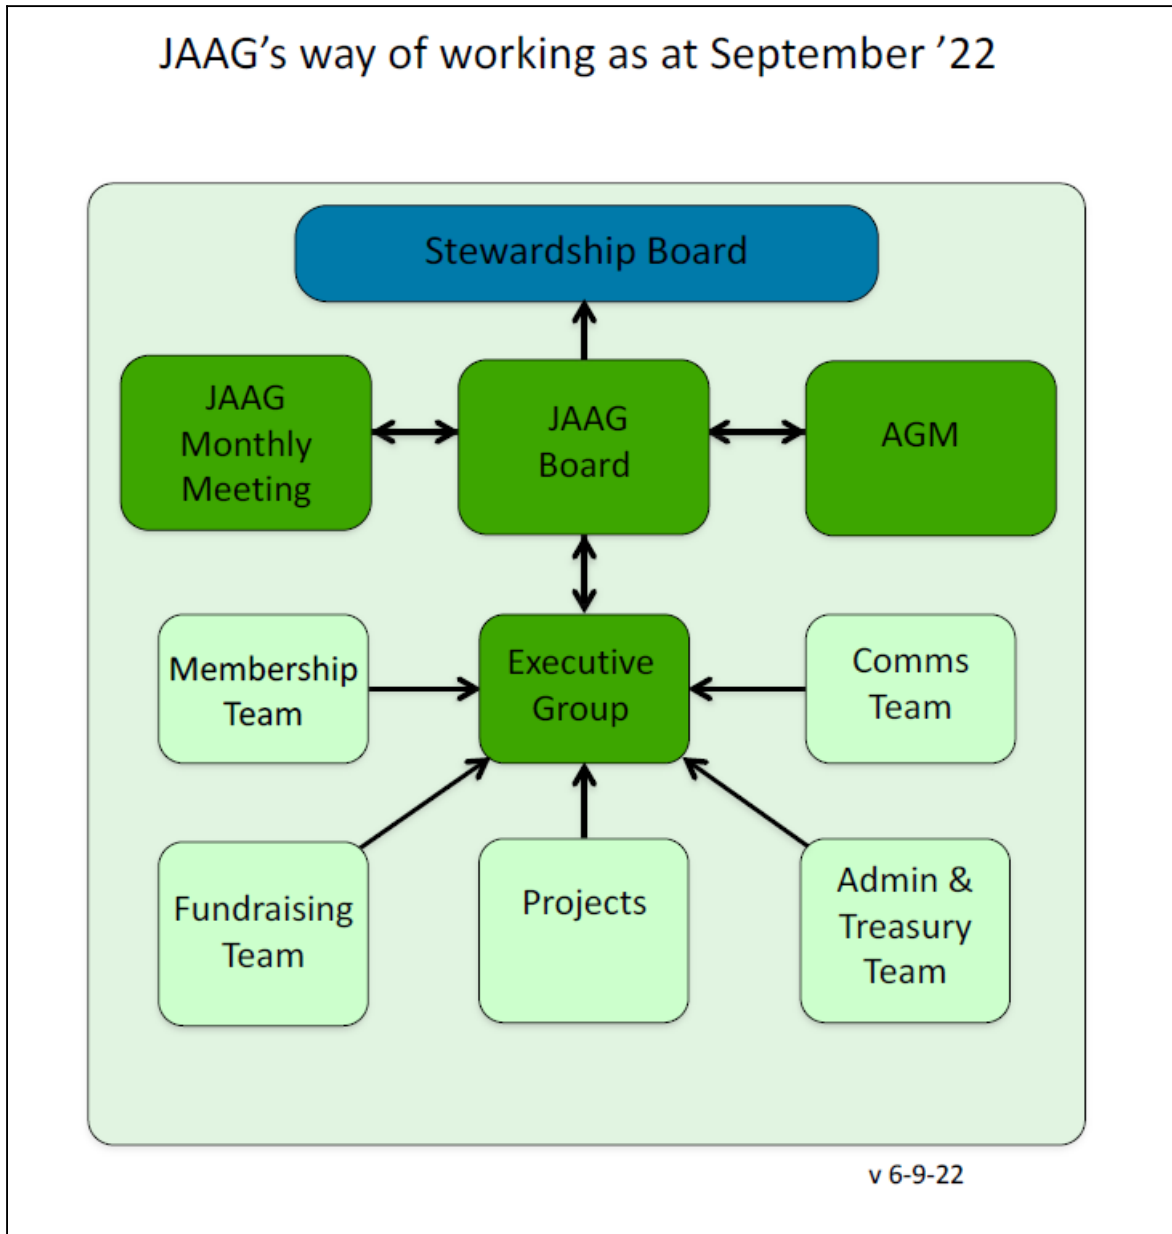 JAAG’s way of working as at September ’22
Stewardship Board
JAAG
Monthly
Meeting
JAAG
Board
AGM
Membership
Team
Executive
Group
Comms
Team
Fundraising
Team
Projects
Admin &
Treasury
Team
v 6-9-22